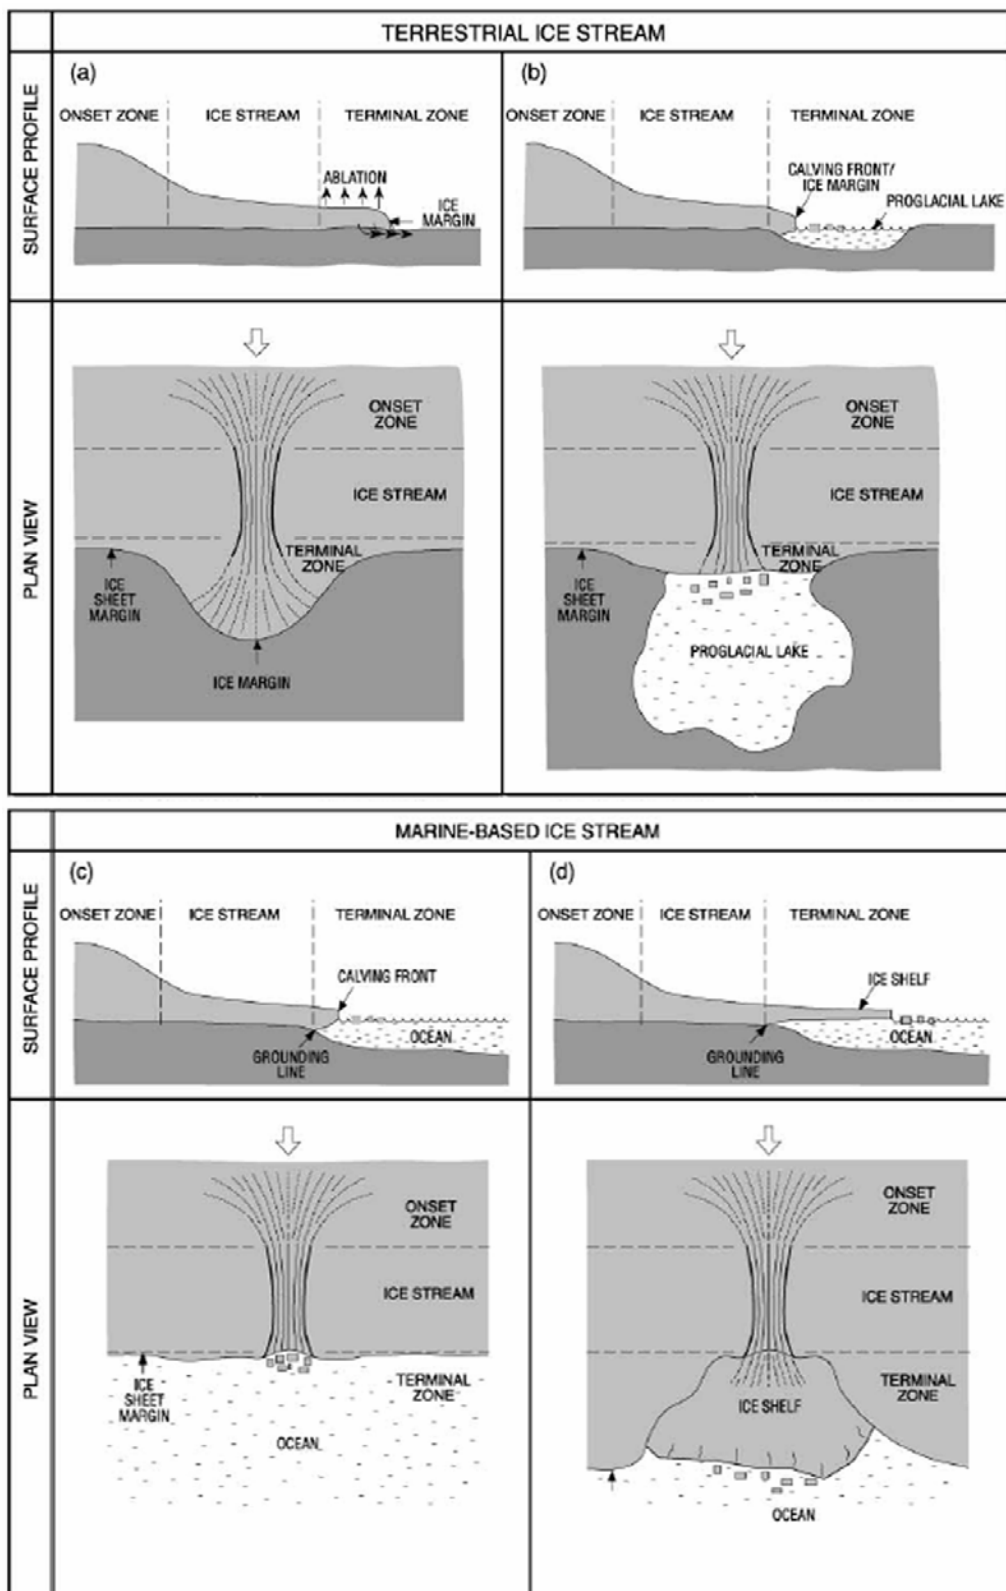 TERRESTRIAL ICE STREAM
SURFACE PROFILE
(a)
ONSET ZONE
ICE STREAM
TERMINAL ZONE
ABLATION
ICE
MARGIN
(b)
ONSET ZONE
ICE STREAM
TERMINAL ZONE
CALVING FRONT/
ICE MARGIN
PROGLACIAL LAKE
PLAN VIEW
ONSET
ZONE
ICE STREAM
TERMINAL
ZONE
ICE
SHEET
MARGIN
ICE MARGIN
ONSET
ZONE
ICE STREAM
TERMINAL
ZONE
ICE
SHEET
MARGIN
PROGLACIAL LAKE
MARINE-BASED ICE STREAM
SURFACE PROFILE
(c)
ONSET ZONE
ICE STREAM
TERMINAL ZONE
CALVING FRONT
OCEAN
GROUNDING
LINE
(d)
ONSET ZONE
ICE STREAM
TERMINAL ZONE
ICE SHELF
OCEAN
GROUNDING
LINE
PLAN VIEW
ONSET
ZONE
ICE STREAM
ICE
SHEET
MARGIN
TERMINAL
ZONE
OCEAN
ONSET
ZONE
ICE STREAM
TERMINAL
ZONE
ICE SHELF
OCEAN